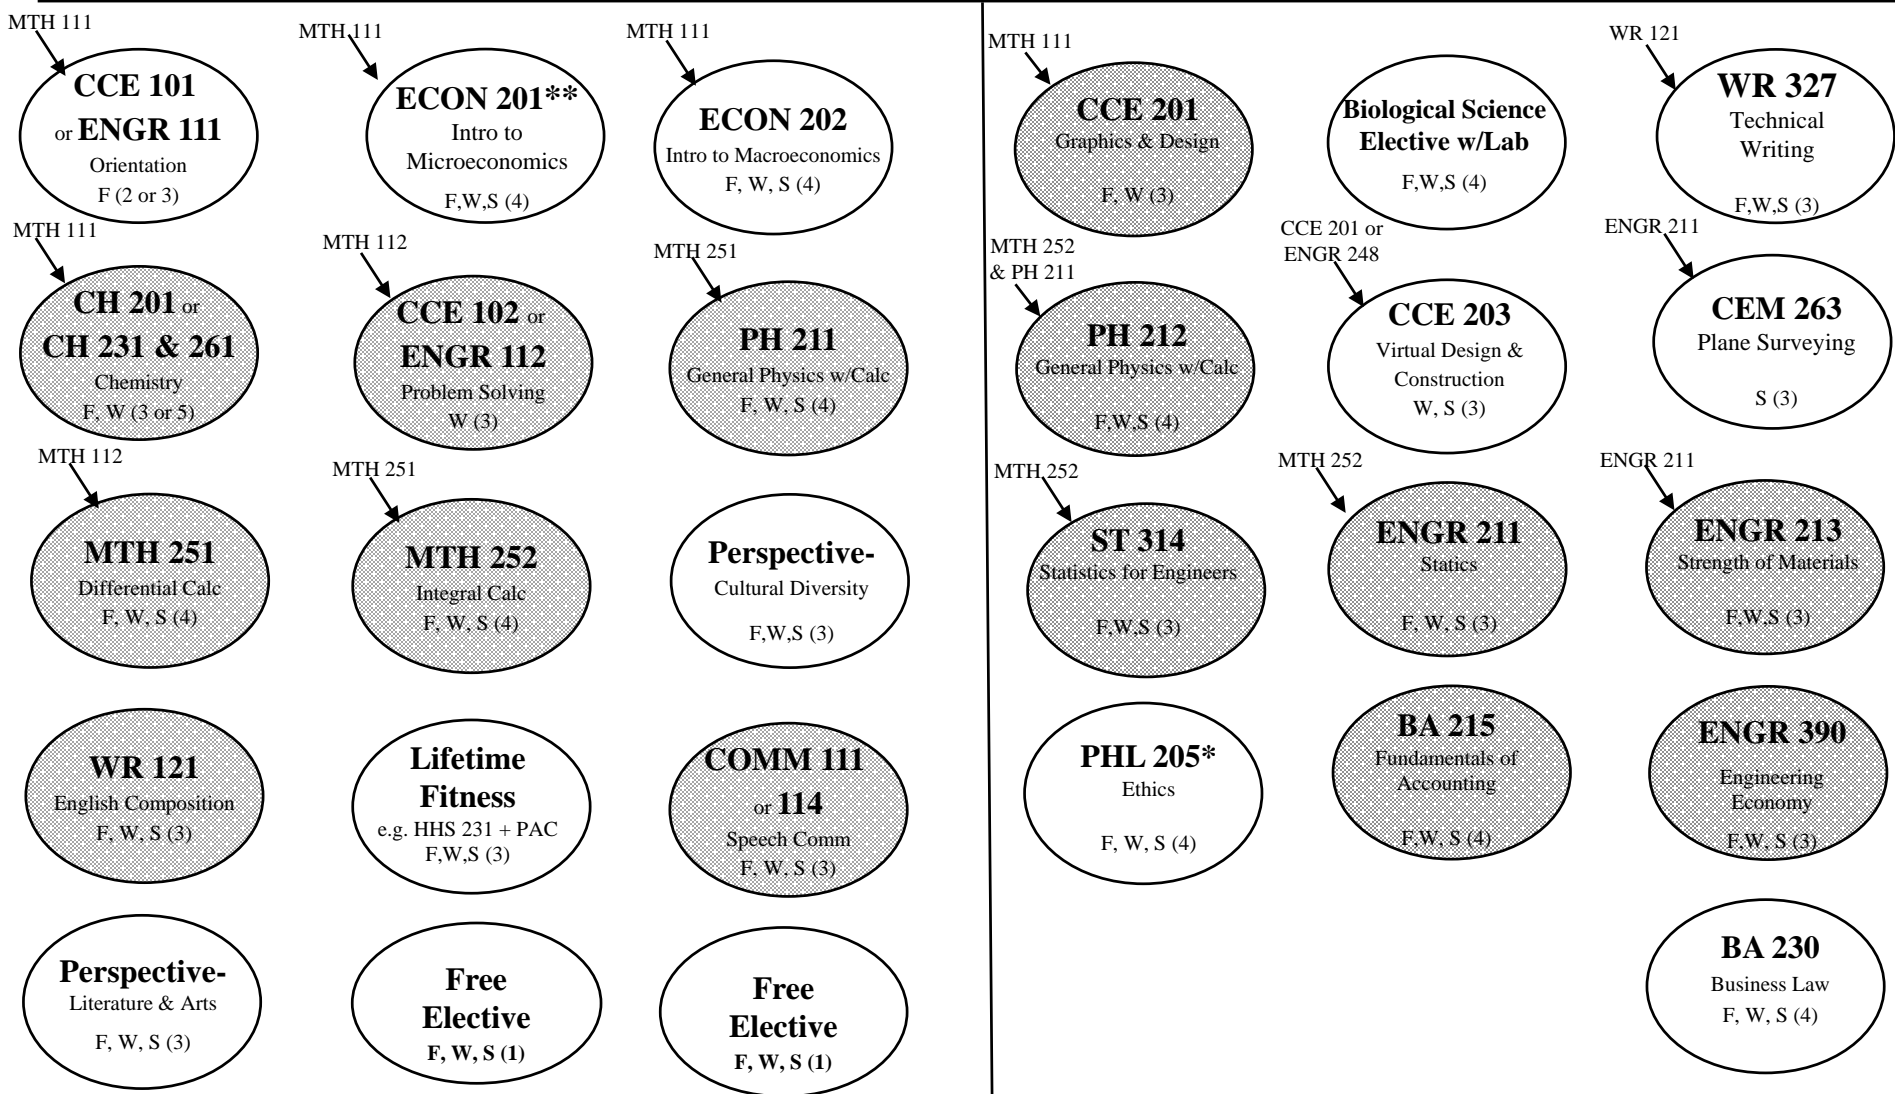 MTH 111
CCE 101
or ENGR 111
Orientation
F (2 or 3)
MTH 111
ECON 201**
Intro to
Microeconomics
F,W,S (4)
MTH 111
ECON 202
Intro to Macroeconomics
F, W, S (4)
MTH 111
CCE 201
Graphics & Design
F, W (3)
Biological Science
Elective w/Lab
F,W,S (4)
WR 121
WR 327
Technical
Writing
F,W,S (3)
MTH 111
CH 201 or
CH 231 & 261
Chemistry
F, W (3 or 5)
MTH 112
CCE 102 or
ENGR 112
Problem Solving
W (3)
MTH 251
PH 211
General Physics w/Calc
F, W, S (4)
MTH 252
& PH 211
PH 212
General Physics w/Calc
F,W,S (4)
CCE 201 or
ENGR 248
CCE 203
Virtual Design &
Construction
W, S (3)
ENGR 211
CEM 263
Plane Surveying
S (3)
MTH 112
MTH 251
Differential Calc
F, W, S (4)
MTH 251
MTH 252
Integral Calc
F, W, S (4)
Perspective-
Cultural Diversity
F,W,S (3)
MTH 252
ST 314
Statistics for Engineers
F,W,S (3)
MTH 252
ENGR 211
Statics
F, W, S (3)
ENGR 211
ENGR 213
Strength of Materials
F,W,S (3)
WR 121
English Composition
F, W, S (3)
Lifetime
Fitness
e.g. HHS 231 + PAC
F,W,S (3)
COMM 111
or 114
Speech Comm
F, W, S (3)
PHL 205*
Ethics
F, W, S (4)
BA 215
Fundamentals of
Accounting
F,W, S (4)
ENGR 390
Engineering
Economy
F,W, S (3)
Perspective-
Literature & Arts
F, W, S (3)
Free
Elective
F, W, S (1)
Free
Elective
F, W, S (1)
BA 230
Business Law
F, W, S (4)